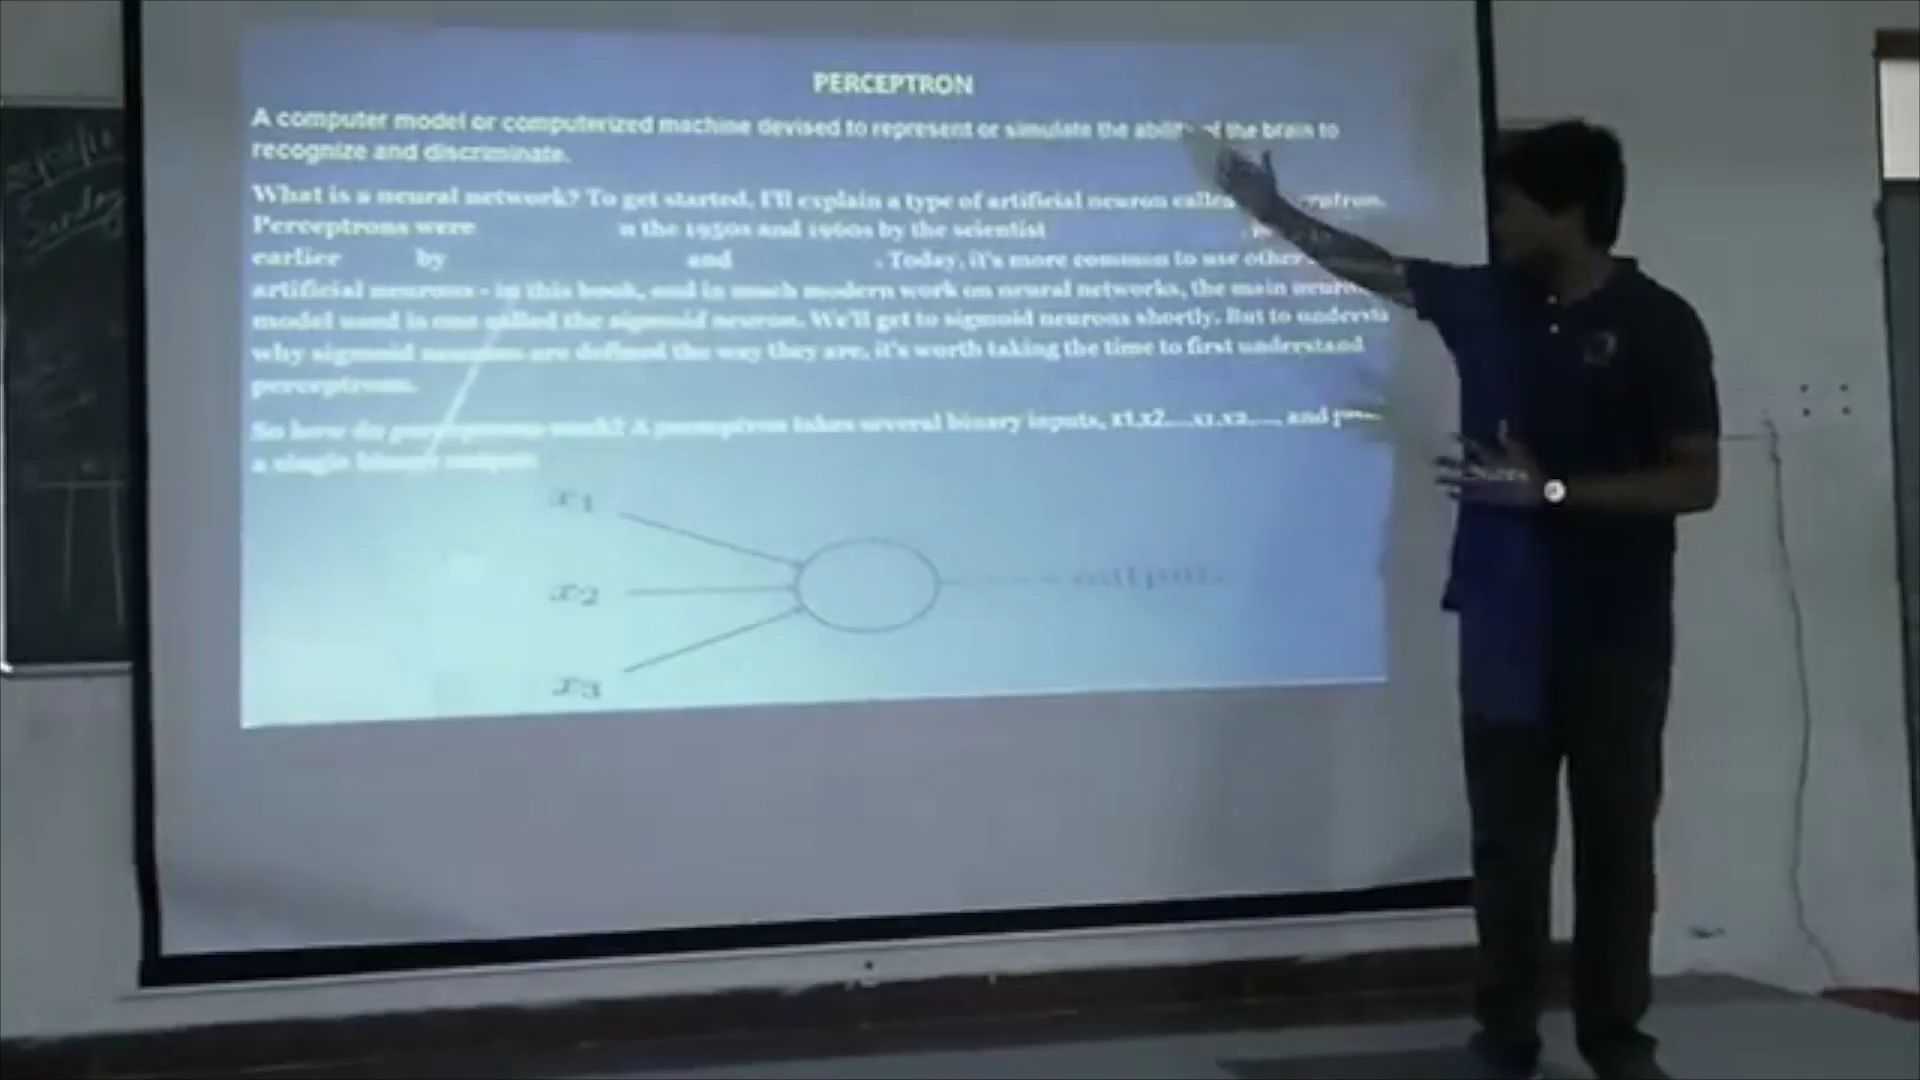 PERCEPTRON
A computer model or computerized machine devised to represent or simulate the ability of the brain to
recognize and discriminate.
What is a neural network? To get started, I'll explain a type of artificial neuron called
Perceptrons were n the 1950s and 1960s by the scientist
earlier by and . Today, it's more common to use other
artificial neurons - in this book, and in much modern work on neural networks, the main
model used is one called the sigmoid neuron. We'll get to sigmoid neurons shortly. But to
why sigmoid neurons are defined the way they are, it's worth taking the time to first understand
perceptrons.
So how do perceptrons work? A perceptron takes several binary inputs, x1,x2,...x1,x2,..., and
a single binary output:
x1
x2
output
x3
Sunday